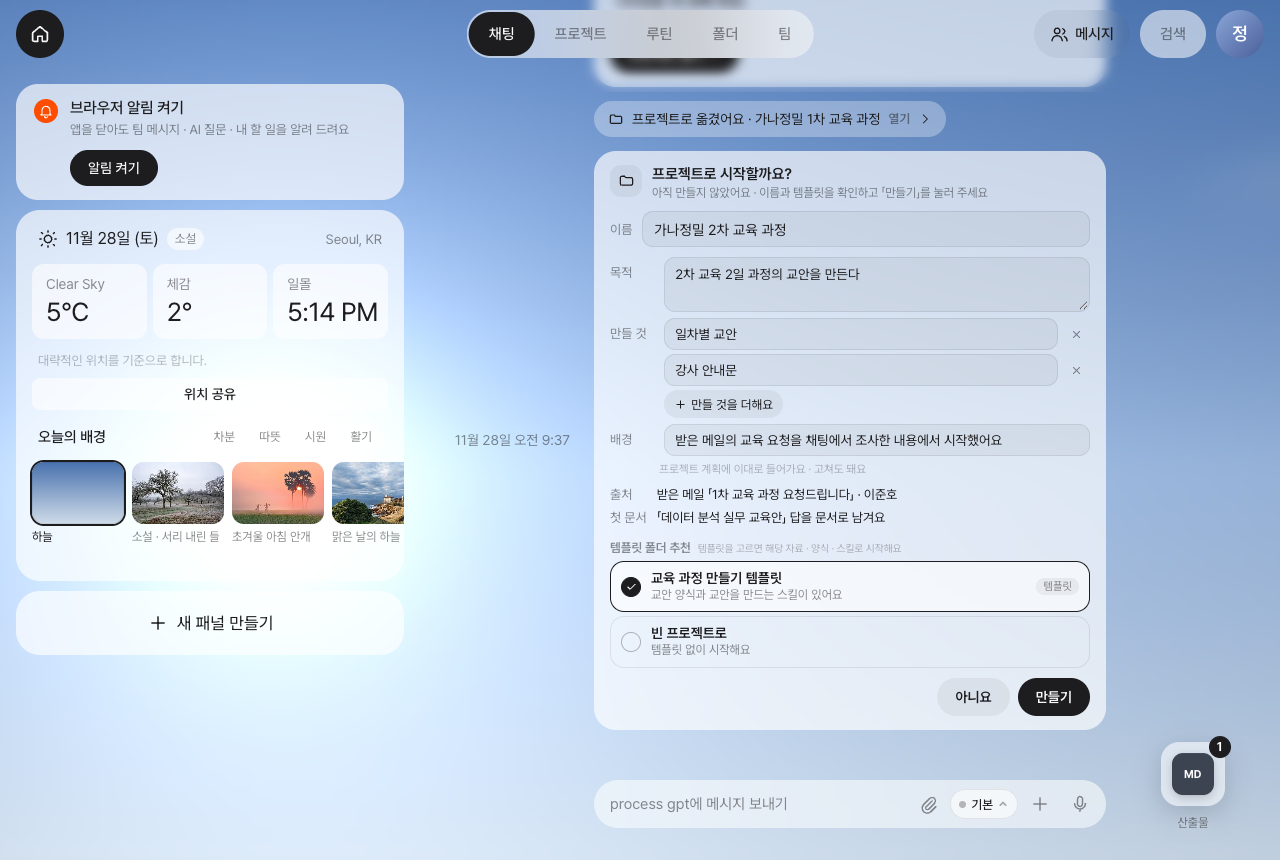 채팅
프로젝트
루틴
폴더
팀
메시지
검색
정
브라우저 알림 켜기
앱을 닫아도 팀 메시지 · AI 질문 · 내 할 일을 알려 드려요
알림 켜기
11월 28일 (토)
소설
Seoul, KR
Clear Sky
5°C
체감
2°
일몰
5:14 PM
대략적인 위치를 기준으로 합니다.
위치 공유
오늘의 배경
차분
따뜻
시원
활기
하늘
소설 · 서리 내린 들
초겨울 아침 안개
맑은 날의 하늘
새 패널 만들기
11월 28일 오전 9:37
프로젝트로 옮겼어요 · 가나정밀 1차 교육 과정
열기
프로젝트로 시작할까요?
아직 만들지 않았어요 · 이름과 템플릿을 확인하고 「만들기」를 눌러 주세요
이름
가나정밀 2차 교육 과정
목적
2차 교육 2일 과정의 교안을 만든다
만들 것
일차별 교안
강사 안내문
만들 것을 더해요
배경
받은 메일의 교육 요청을 채팅에서 조사한 내용에서 시작했어요
프로젝트 계획에 이대로 들어가요 · 고쳐도 돼요
출처
받은 메일 「1차 교육 과정 요청드립니다」 · 이준호
첫 문서
「데이터 분석 실무 교육안」 답을 문서로 남겨요
템플릿 폴더 추천
템플릿을 고르면 해당 자료 · 양식 · 스킬로 시작해요
교육 과정 만들기 템플릿
교안 양식과 교안을 만드는 스킬이 있어요
템플릿
빈 프로젝트로
템플릿 없이 시작해요
아니요
만들기
process gpt에 메시지 보내기
기본
1
MD
산출물